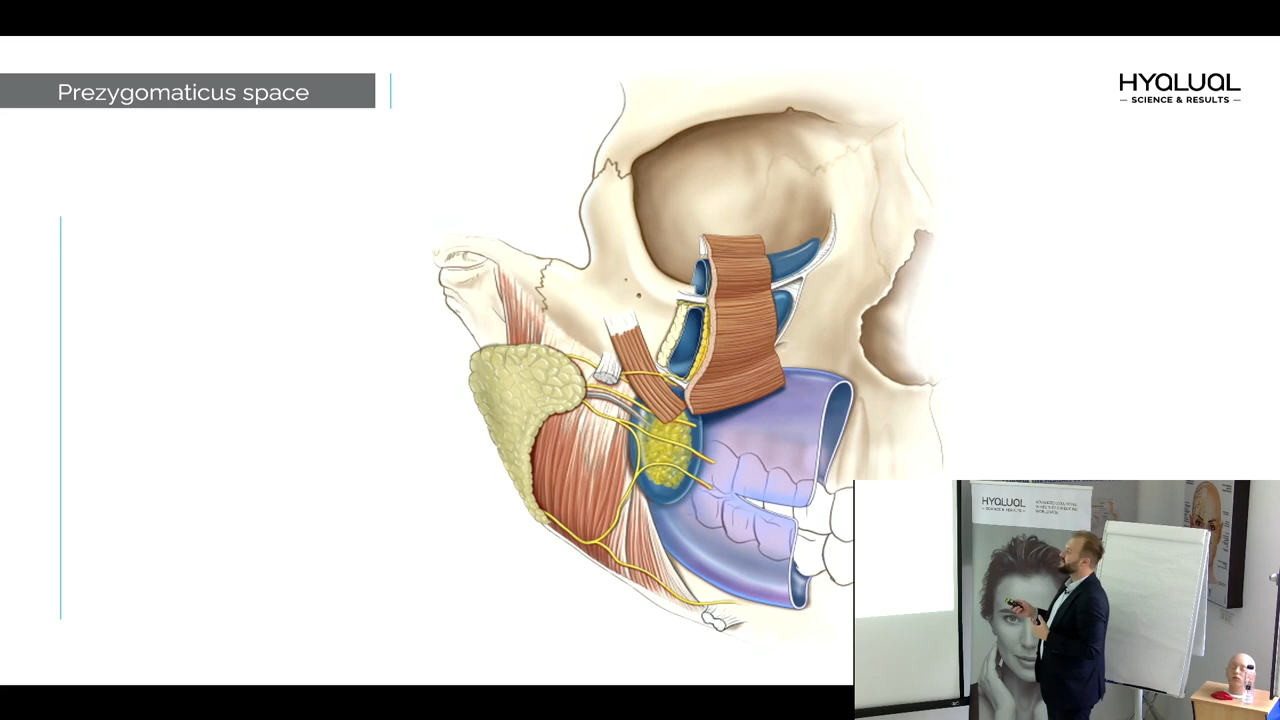 Prezygomaticus space
HYALUAL
— SCIENCE & RESULTS —
HYALUAL
— SCIENCE & RESULTS —